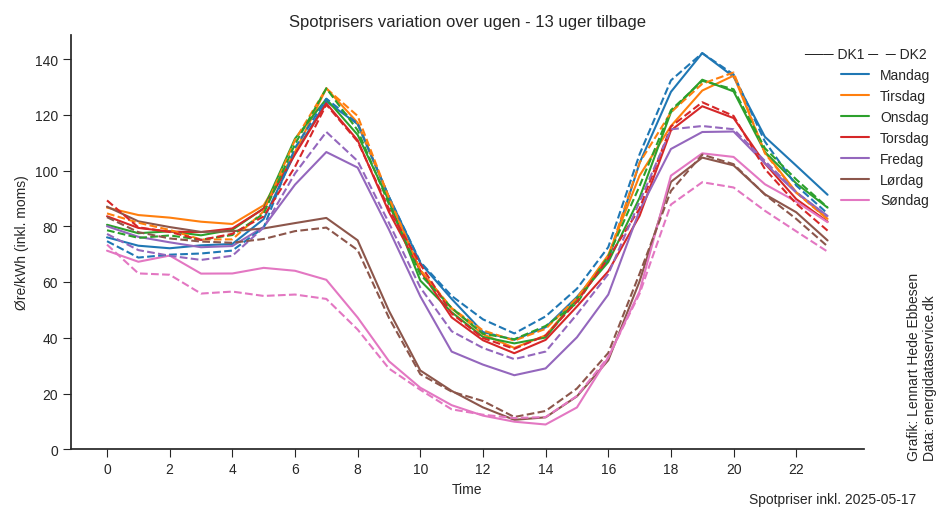 Spotprisers variation over ugen - 13 uger tilbage
Øre/kWh (inkl. moms)
140
120
100
80
60
40
20
0
0 2 4 6 8 10 12 14 16 18 20 22
Time
DK1 DK2
Mandag
Tirsdag
Onsdag
Torsdag
Fredag
Lørdag
Søndag
Grafik: Lennart Hede Ebbesen
Data: energidataservice.dk
Spotpriser inkl. 2025-05-17